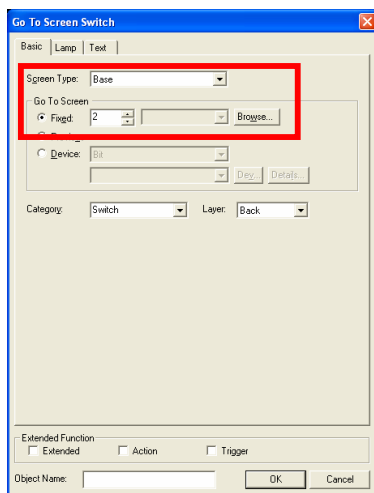 Go To Screen Switch
Basic Lamp Text
Screen Type: Base
Go To Screen
Fixed: 2 Browse...
Device: Bit
Dev... Details...
Category: Switch Layer: Back
Extended Function
Extended Action Trigger
Object Name: OK Cancel